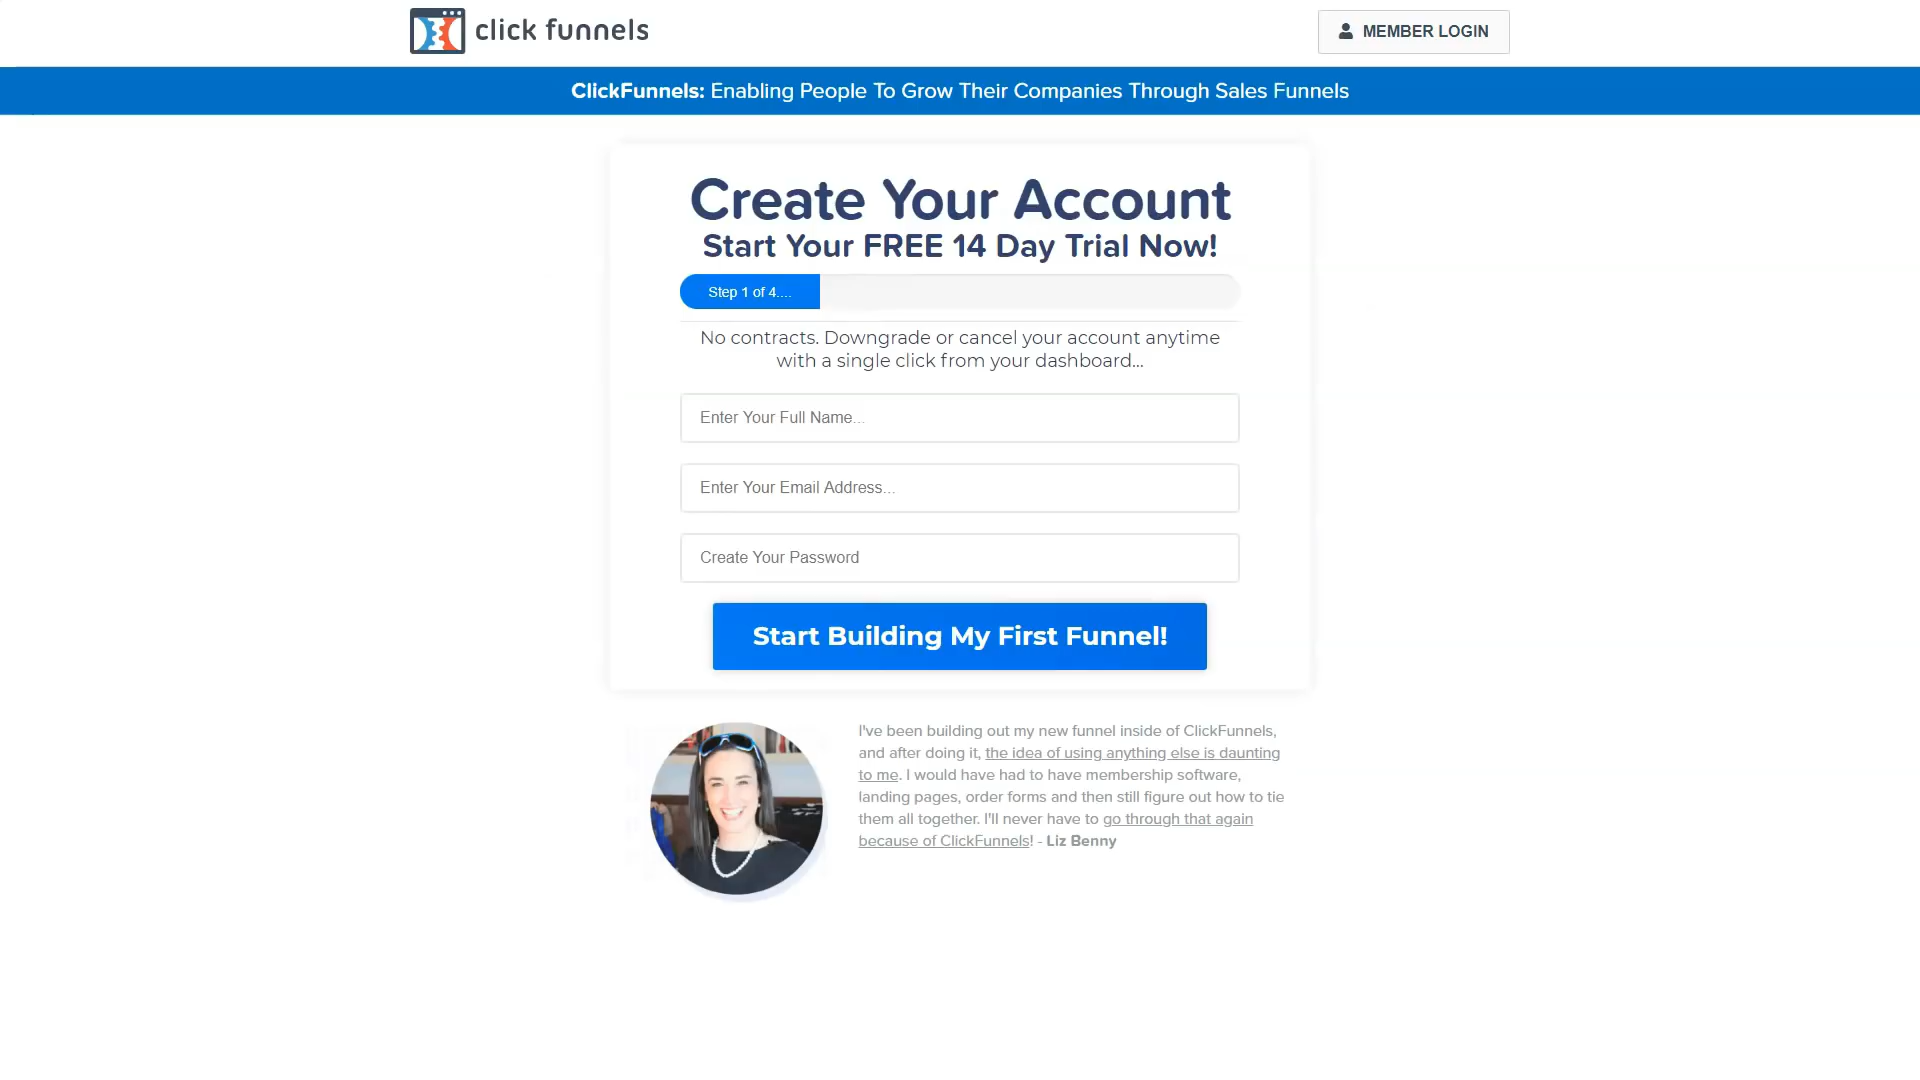 click funnels
MEMBER LOGIN
ClickFunnels: Enabling People To Grow Their Companies Through Sales Funnels
Create Your Account
Start Your FREE 14 Day Trial Now!
Step 1 of 4....
No contracts. Downgrade or cancel your account anytime
with a single click from your dashboard...
Enter Your Full Name...
Enter Your Email Address...
Create Your Password
Start Building My First Funnel!
I've been building out my new funnel inside of ClickFunnels,
and after doing it, the idea of using anything else is daunting
to me. I would have had to have membership software,
landing pages, order forms and then still figure out how to tie
them all together. I'll never have to go through that again
because of ClickFunnels! - Liz Benny